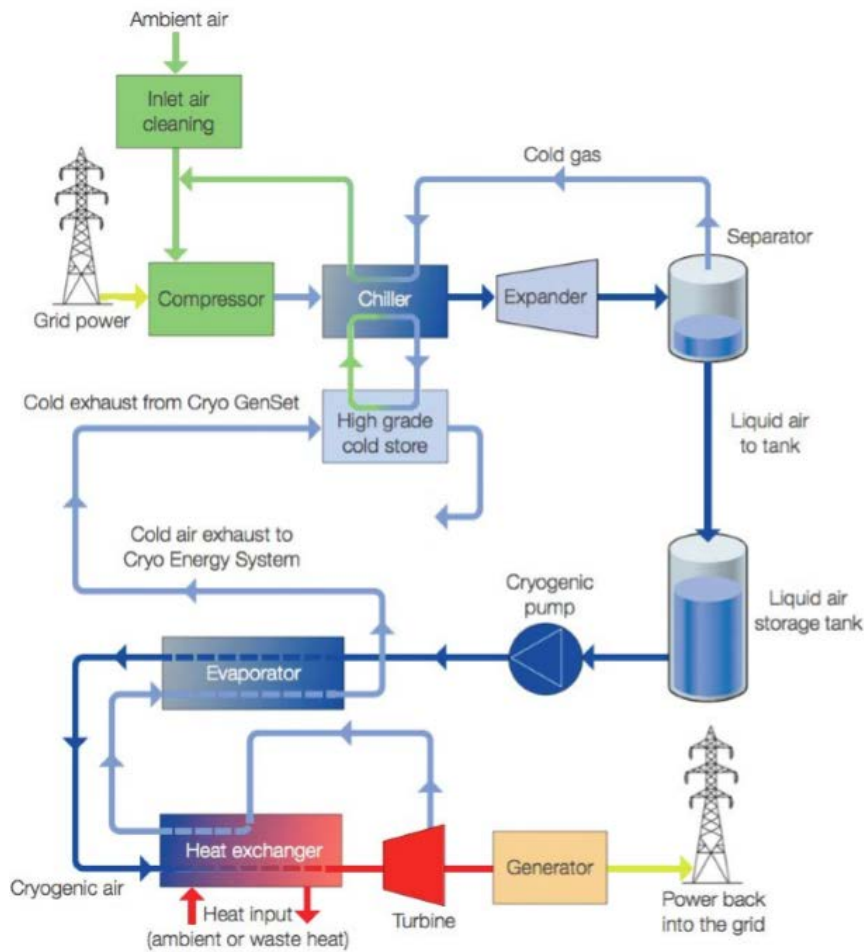 Ambient air
Inlet air
cleaning
Cold gas
Separator
Compressor
Chiller
Expander
Grid power
Cold exhaust from Cryo GenSet
High grade
cold store
Liquid air
to tank
Cold air exhaust to
Cryo Energy System
Cryogenic
pump
Liquid air
storage tank
Evaporator
Heat exchanger
Generator
Cryogenic air
Heat input
(ambient or waste heat)
Turbine
Power back
into the grid